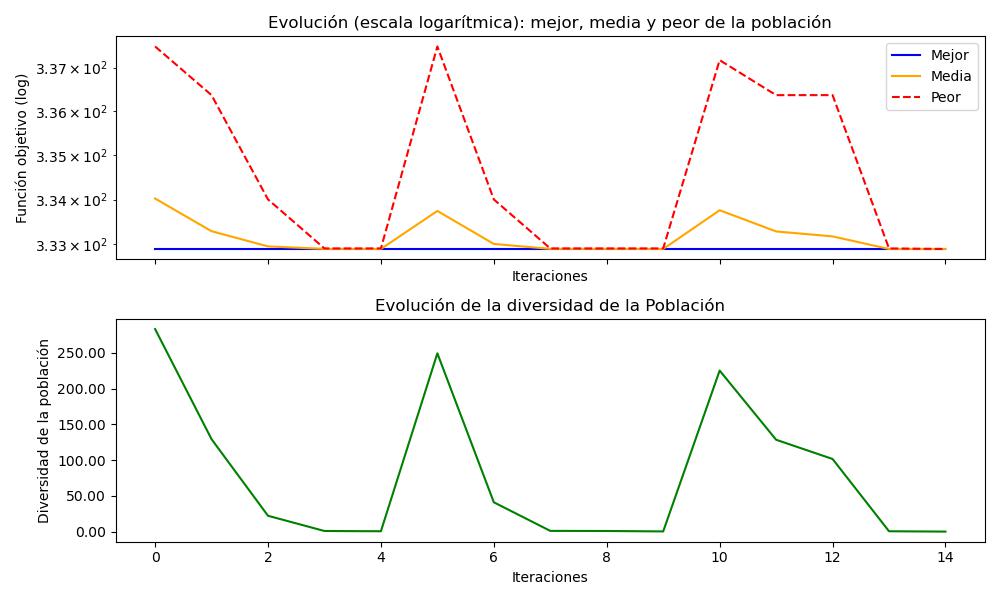 Evolución (escala logarítmica): mejor, media y peor de la población
Función objetivo (log)
3.37 × 10²
3.36 × 10²
3.35 × 10²
3.34 × 10²
3.33 × 10²
Mejor
Media
Peor
Iteraciones
Evolución de la diversidad de la Población
Diversidad de la población
250.00
200.00
150.00
100.00
50.00
0.00
0 2 4 6 8 10 12 14
Iteraciones